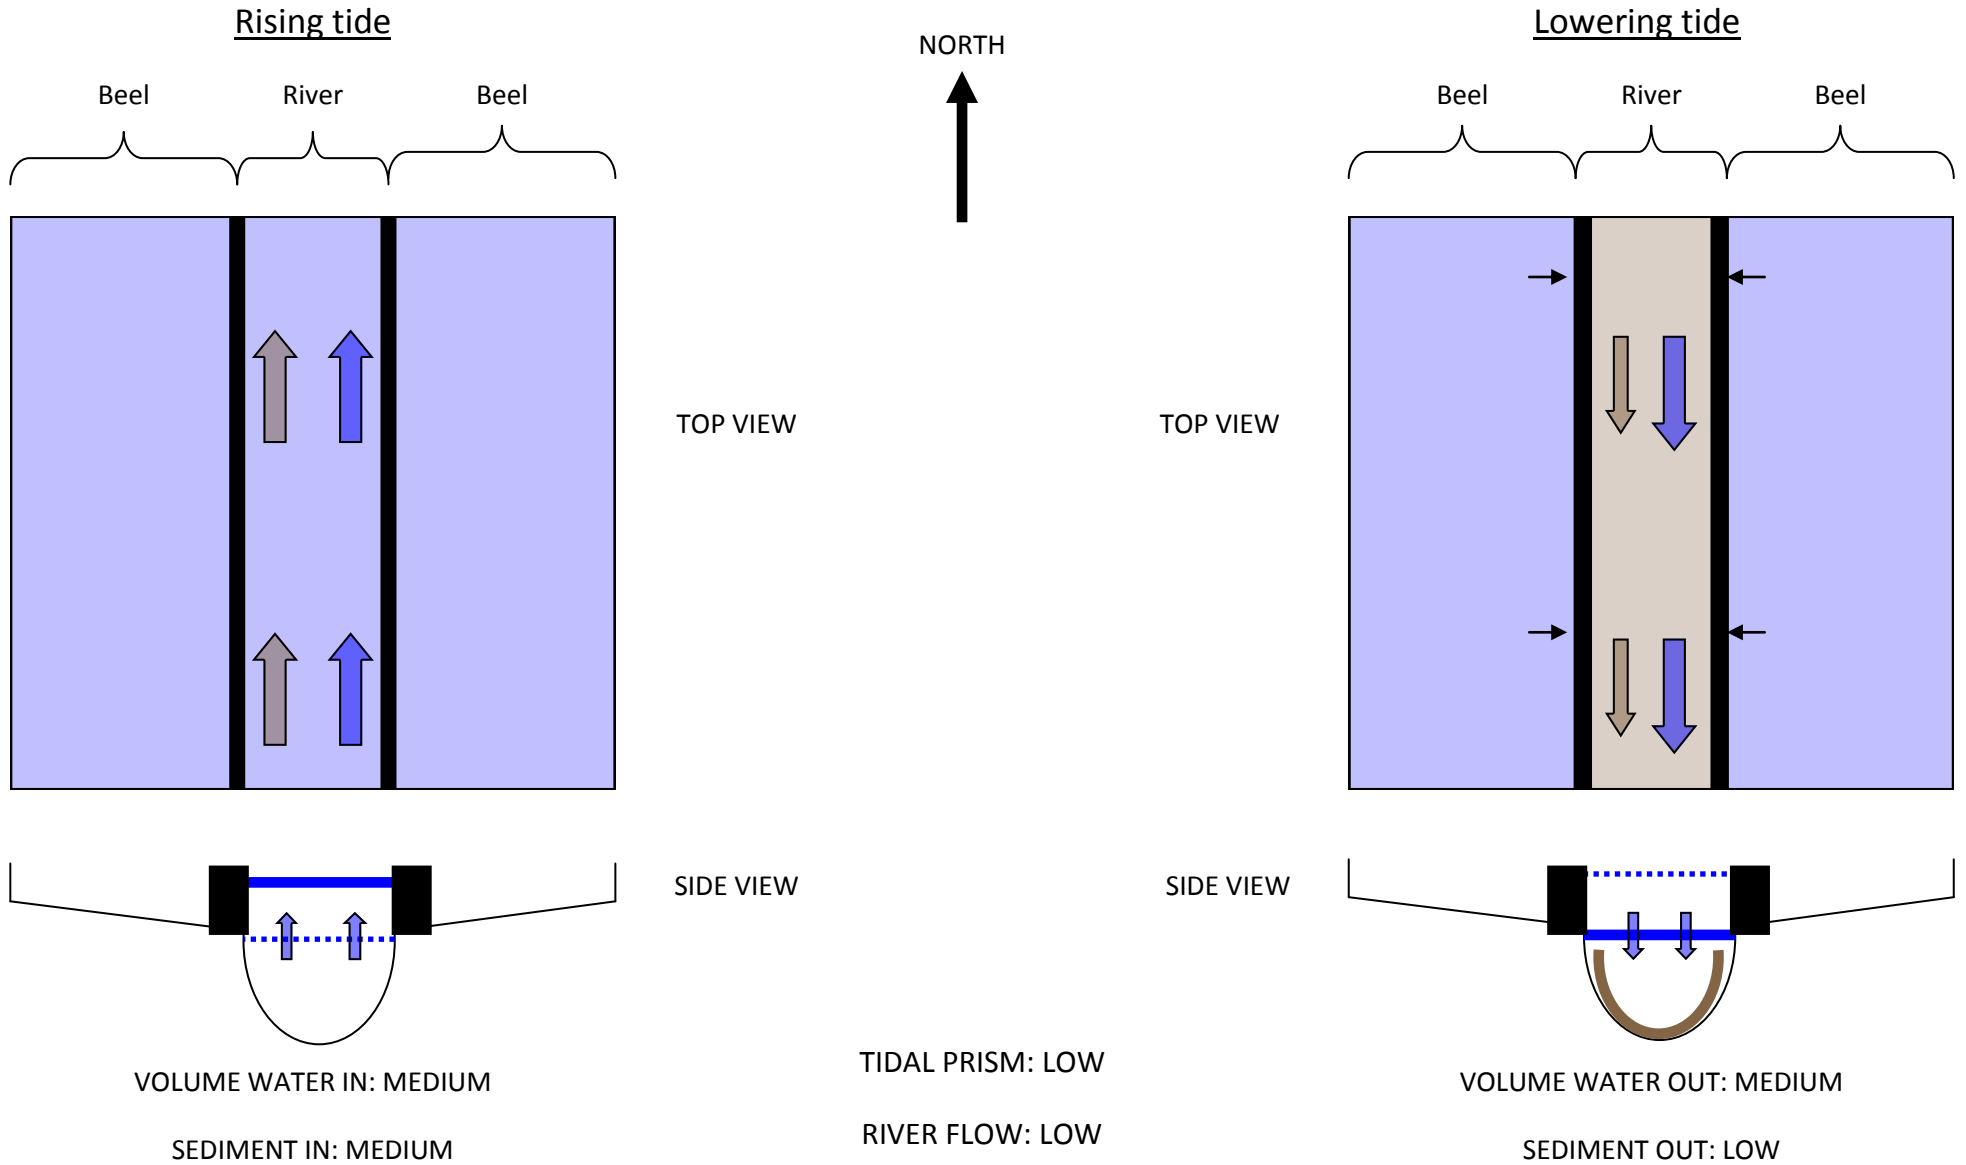 Rising tide
NORTH
Lowering tide
Beel
River
Beel
Beel
River
Beel
TOP VIEW
TOP VIEW
SIDE VIEW
SIDE VIEW
TIDAL PRISM: LOW
VOLUME WATER IN: MEDIUM
VOLUME WATER OUT: MEDIUM
RIVER FLOW: LOW
SEDIMENT IN: MEDIUM
SEDIMENT OUT: LOW